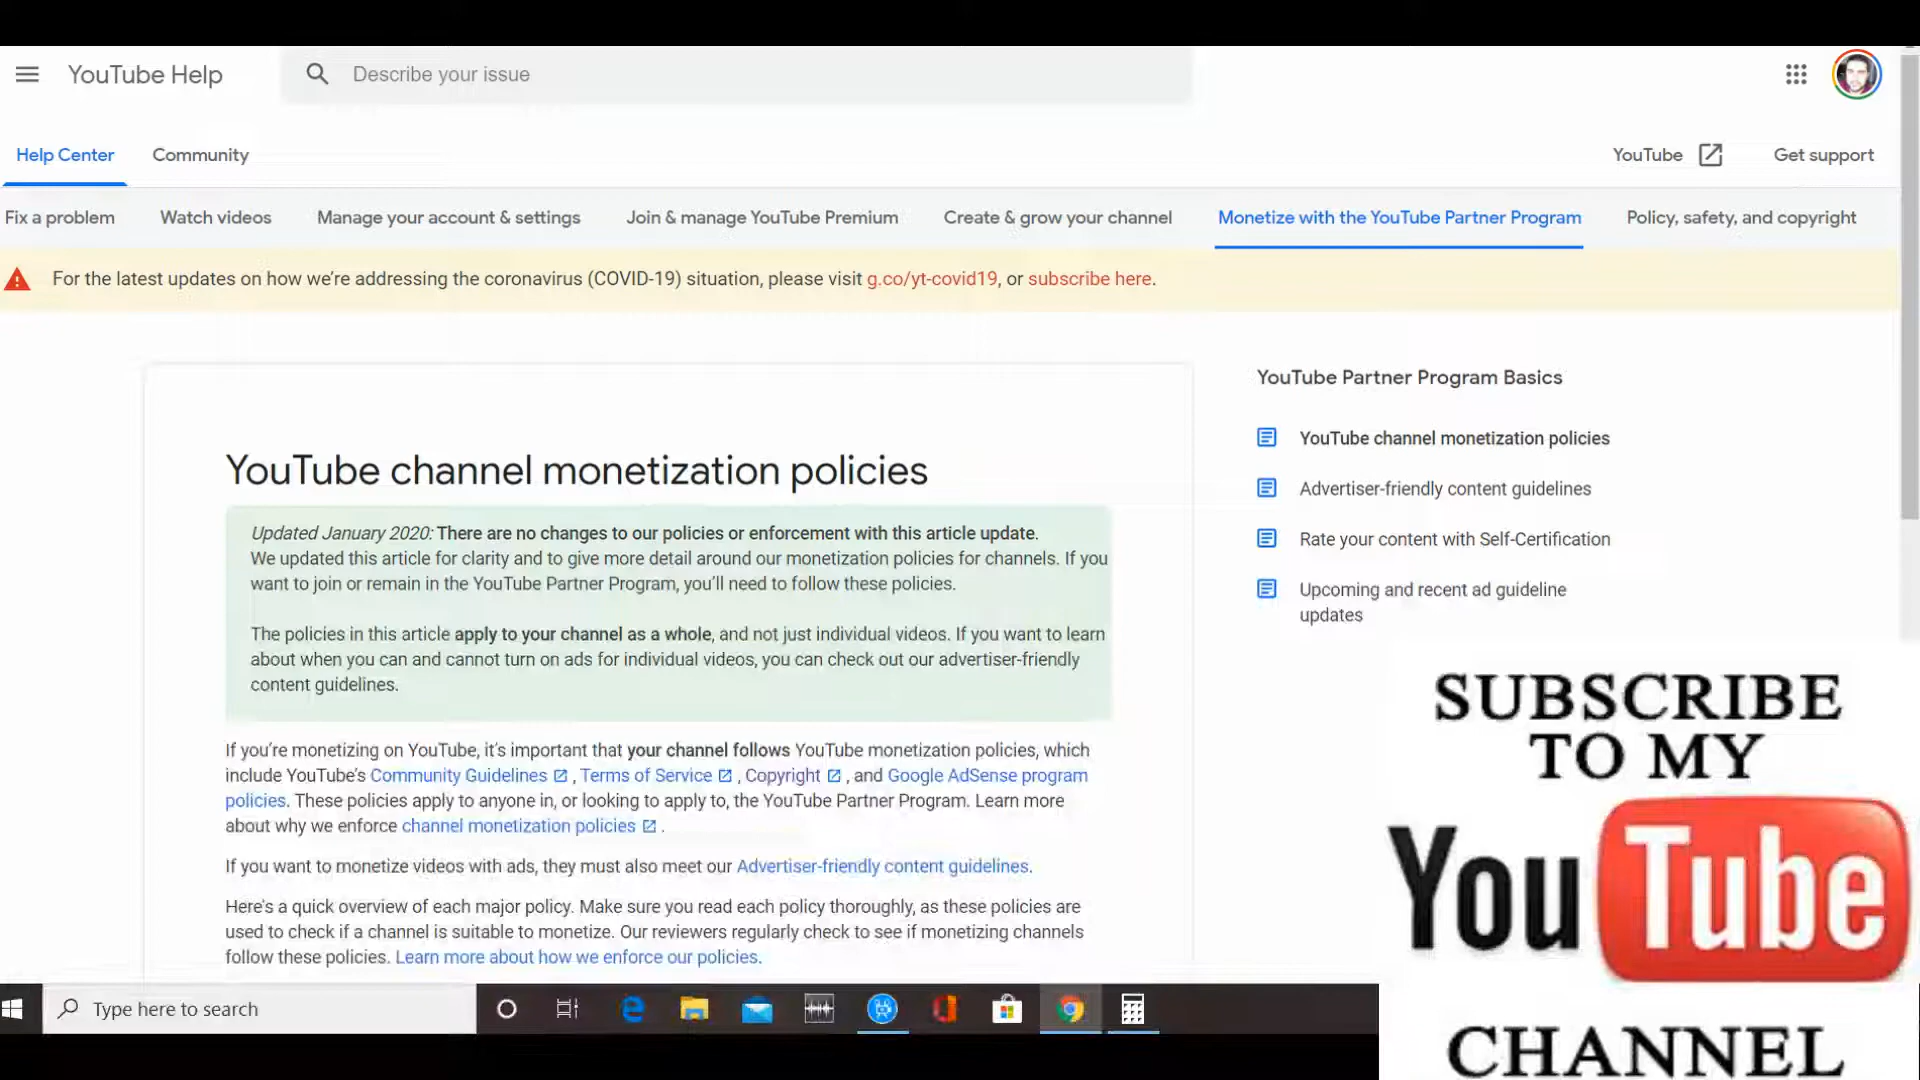 YouTube Help
Describe your issue
Help Center
Community
YouTube
Get support
Fix a problem
Watch videos
Manage your account & settings
Join & manage YouTube Premium
Create & grow your channel
Monetize with the YouTube Partner Program
Policy, safety, and copyright
For the latest updates on how we're addressing the coronavirus (COVID-19) situation, please visit g.co/yt-covid19, or subscribe here.
YouTube channel monetization policies
Updated January 2020: There are no changes to our policies or enforcement with this article update.
We updated this article for clarity and to give more detail around our monetization policies for channels. If you
want to join or remain in the YouTube Partner Program, you'll need to follow these policies.
The policies in this article apply to your channel as a whole, and not just individual videos. If you want to learn
about when you can and cannot turn on ads for individual videos, you can check out our advertiser-friendly
content guidelines.
If you're monetizing on YouTube, it's important that your channel follows YouTube monetization policies, which
include YouTube's Community Guidelines , Terms of Service , Copyright , and Google AdSense program
policies. These policies apply to anyone in, or looking to apply to, the YouTube Partner Program. Learn more
about why we enforce channel monetization policies .
If you want to monetize videos with ads, they must also meet our Advertiser-friendly content guidelines.
Here's a quick overview of each major policy. Make sure you read each policy thoroughly, as these policies are
used to check if a channel is suitable to monetize. Our reviewers regularly check to see if monetizing channels
follow these policies. Learn more about how we enforce our policies.
YouTube Partner Program Basics
YouTube channel monetization policies
Advertiser-friendly content guidelines
Rate your content with Self-Certification
Upcoming and recent ad guideline
updates
SUBSCRIBE
TO MY
YouTube
CHANNEL
Type here to search